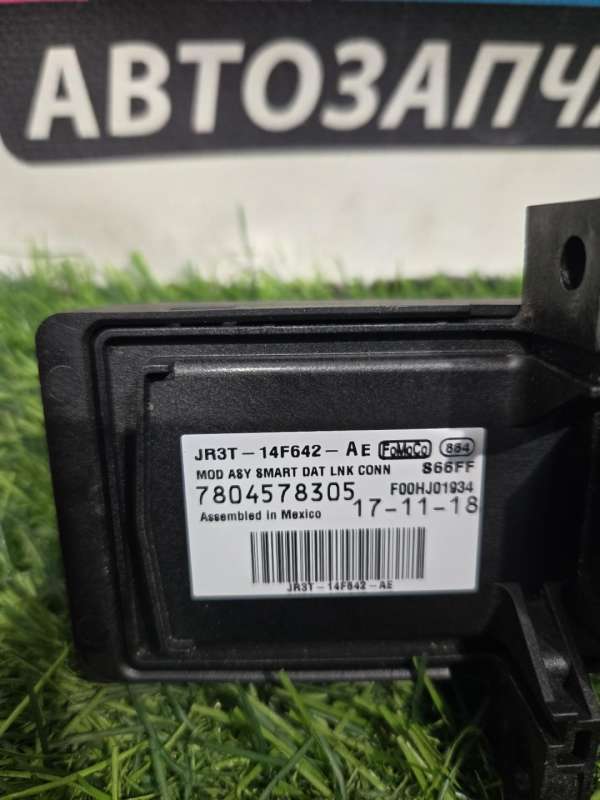 АВТОЗАПЧ
JR3T-14F642-AE FoMoCo 864
MOD ASY SMART DAT LNK CONN S66FF
7804578305 F00HJ01934
Assembled in Mexico 17-11-18
JR3T-14F642-AE